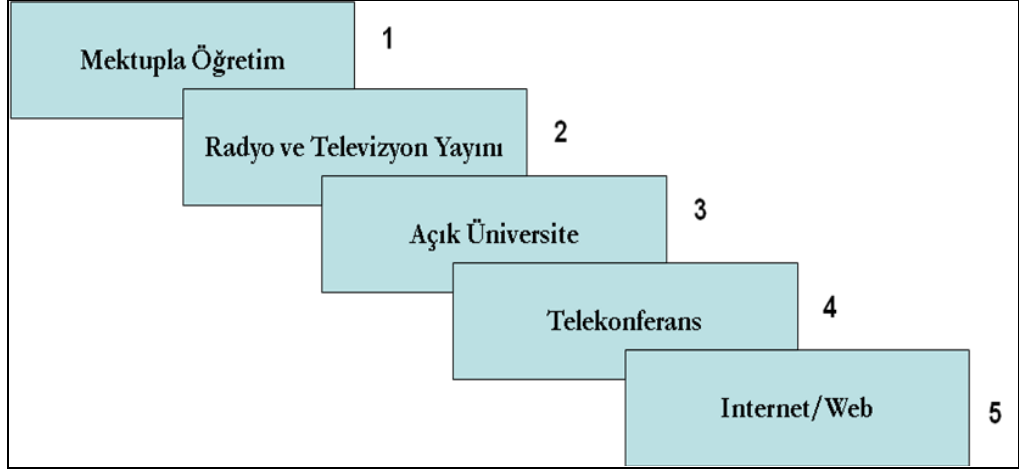 Mektupla Öğretim
1
Radyo ve Televizyon Yayını
2
Açık Üniversite
3
Telekonferans
4
Internet/Web
5